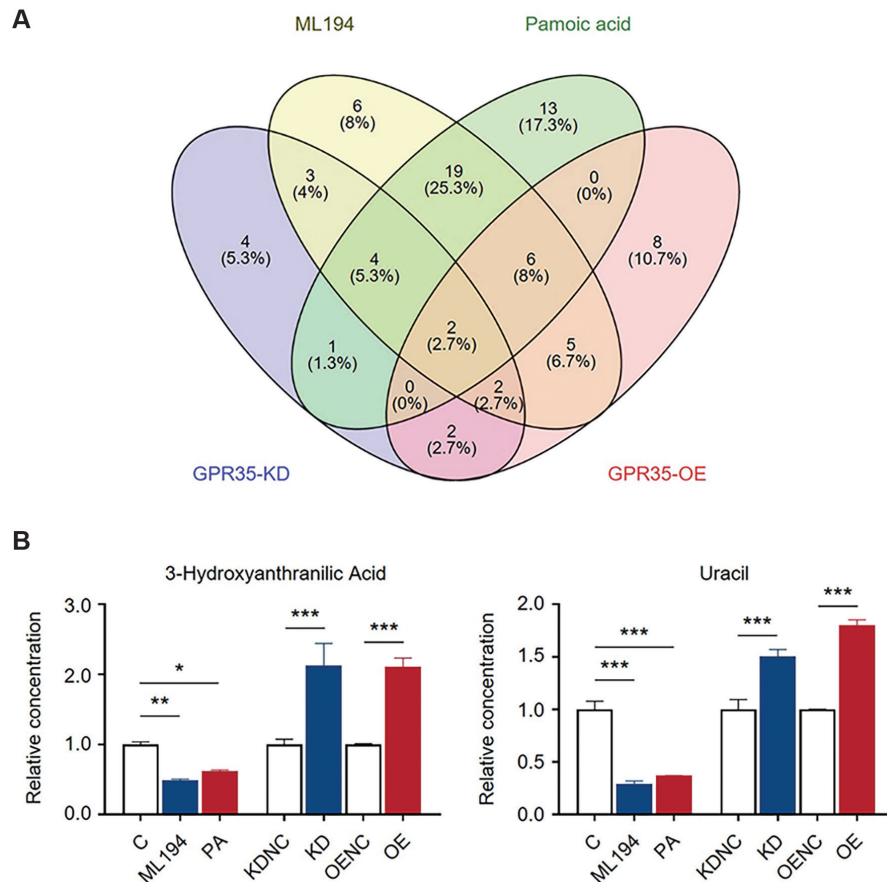 A
ML194
Pamoic acid
6
(8%)
13
(17.3%)
3
(4%)
19
(25.3%)
0
(0%)
4
(5.3%)
4
(5.3%)
6
(8%)
8
(10.7%)
1
(1.3%)
2
(2.7%)
5
(6.7%)
0
(0%)
2
(2.7%)
2
(2.7%)
GPR35-KD
GPR35-OE
B
3-Hydroxyanthranilic Acid
Relative concentration
3.0
2.0
1.0
0.0
*
**
***
***
C
ML194
PA
KDNC
KD
OENC
OE
Uracil
Relative concentration
2.0
1.5
1.0
0.5
0.0
***
***
***
***
C
ML194
PA
KDNC
KD
OENC
OE